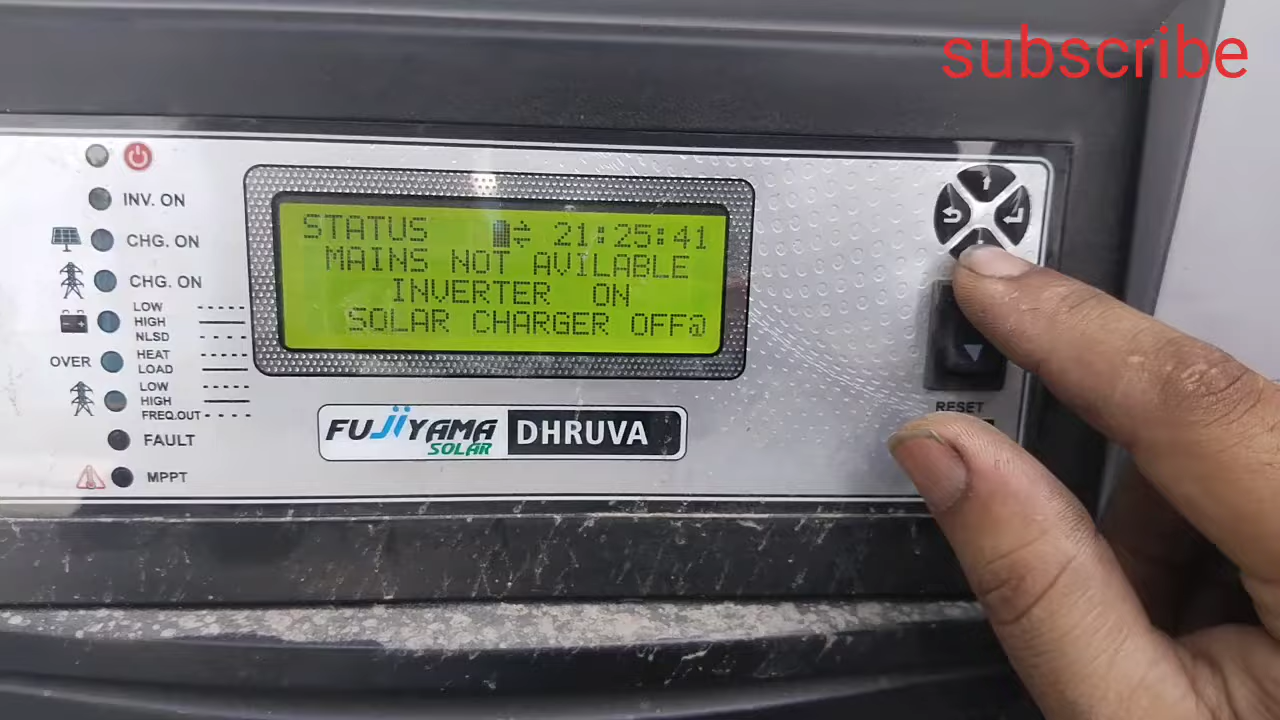 subscribe
INV. ON
CHG. ON
CHG. ON
LOW
HIGH
NLSD
OVER
HEAT
LOAD
LOW
HIGH
FREQ.OUT
FAULT
MPPT
STATUS 21:25:41
MAINS NOT AVILABLE
INVERTER ON
SOLAR CHARGER OFF@
FUJIYAMA
SOLAR
DHRUVA
RESET